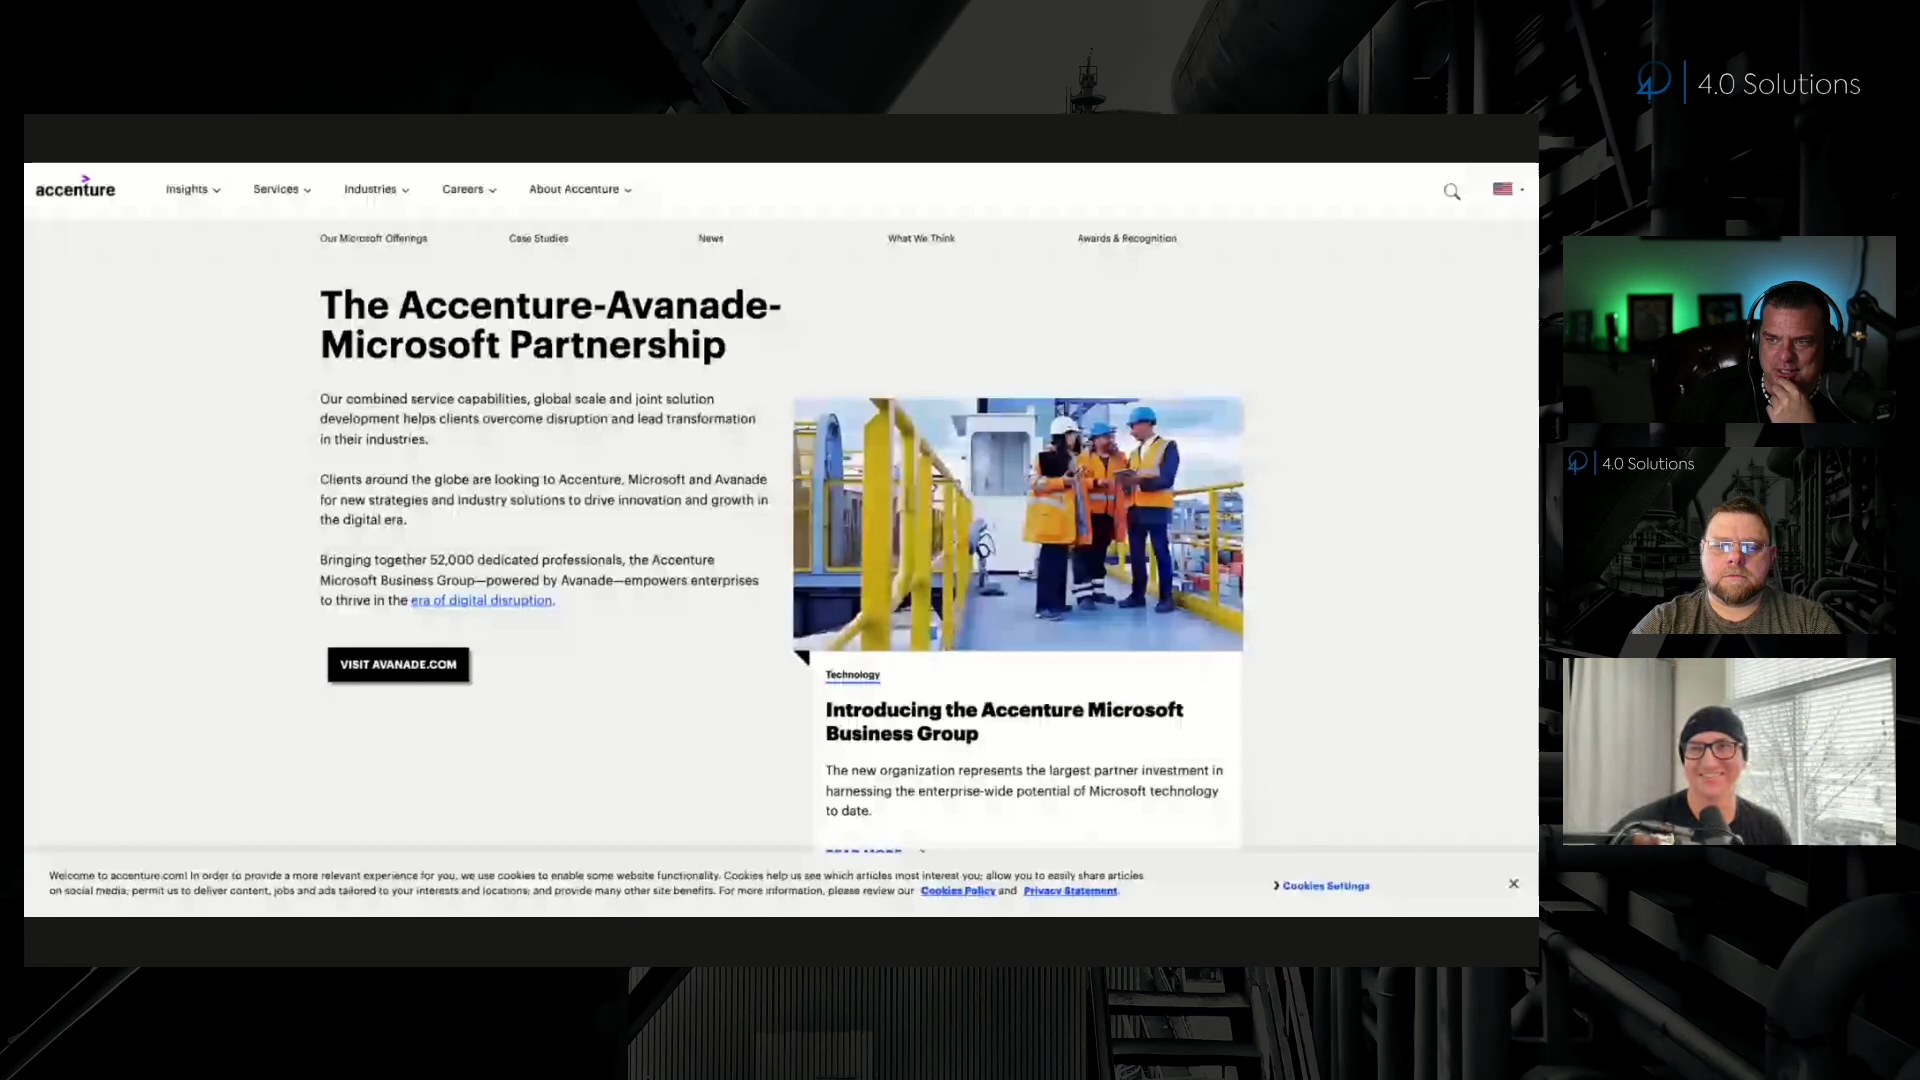 4.0 Solutions
accenture
Insights
Services
Industries
Careers
About Accenture
Our Microsoft Offerings
Case Studies
News
What We Think
Awards & Recognition
The Accenture-Avanade-
Microsoft Partnership
Our combined service capabilities, global scale and joint solution
development helps clients overcome disruption and lead transformation
in their industries.
Clients around the globe are looking to Accenture, Microsoft and Avanade
for new strategies and industry solutions to drive innovation and growth in
the digital era.
Bringing together 52,000 dedicated professionals, the Accenture
Microsoft Business Group—powered by Avanade—empowers enterprises
to thrive in the era of digital disruption.
VISIT AVANADE.COM
Technology
Introducing the Accenture Microsoft
Business Group
The new organization represents the largest partner investment in
harnessing the enterprise-wide potential of Microsoft technology
to date.
READ MORE
Welcome to accenture.com! In order to provide a more relevant experience for you, we use cookies to enable some website functionality. Cookies help us see which articles most interest you; allow you to easily share articles
on social media; permit us to deliver content, jobs and ads tailored to your interests and locations; and provide many other site benefits. For more information, please review our Cookies Policy and Privacy Statement.
Cookies Settings
4.0 Solutions